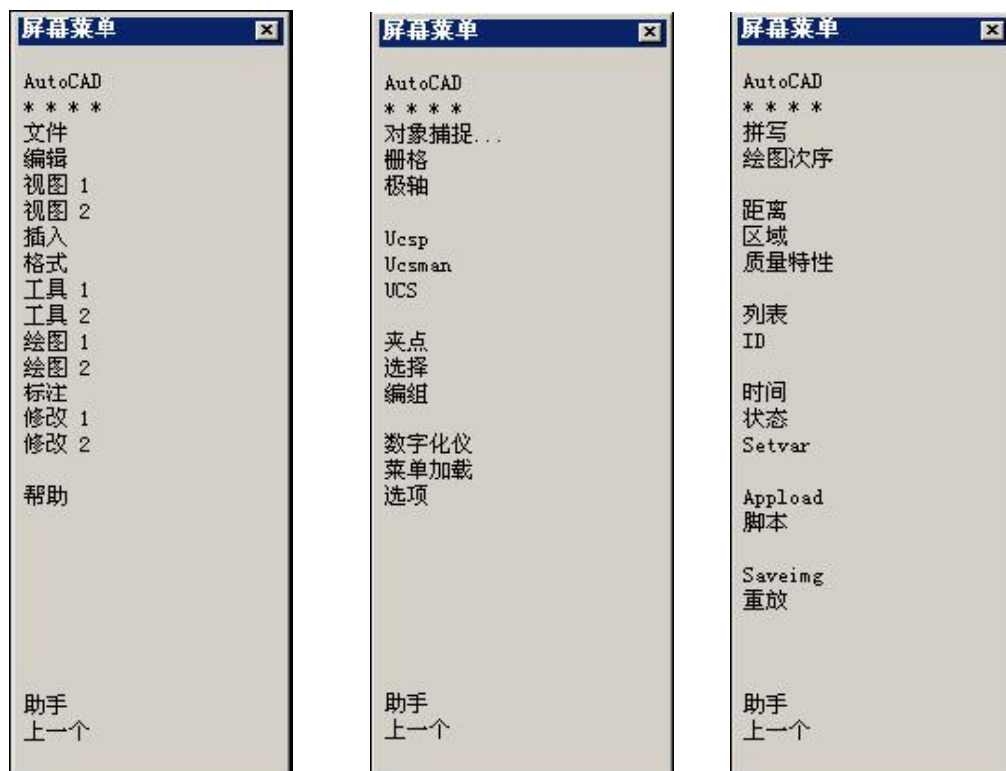 屏幕菜单
AutoCAD
* * * *
文件
编辑
视图 1
视图 2
插入
格式
工具 1
工具 2
绘图 1
绘图 2
标注
修改 1
修改 2
帮助
助手
上一个
屏幕菜单
AutoCAD
* * * *
对象捕捉...
栅格
极轴
Ucsp
Ucsman
UCS
夹点
选择
编组
数字化仪
菜单加载
选项
助手
上一个
屏幕菜单
AutoCAD
* * * *
拼写
绘图次序
距离
区域
质量特性
列表
ID
时间
状态
Setvar
Appload
脚本
Saveimg
重放
助手
上一个